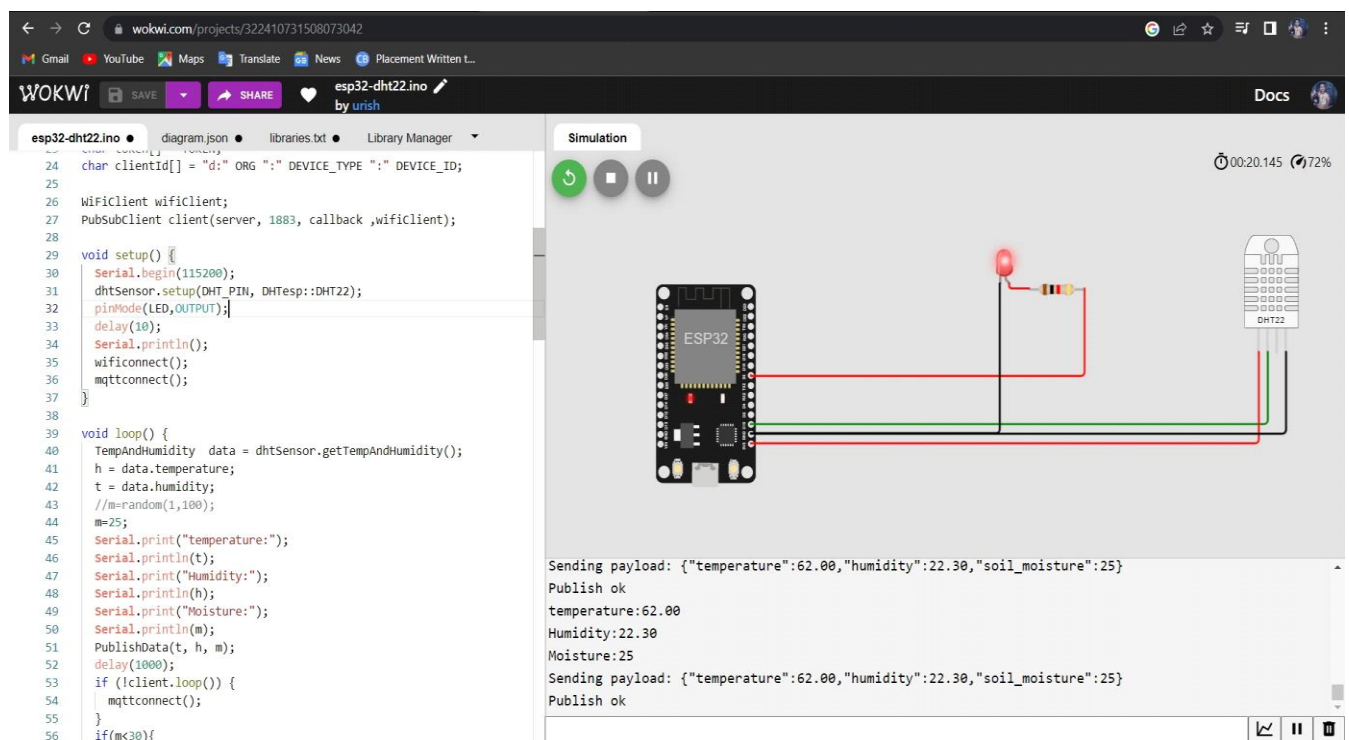 wokwi.com/projects/322410731508073042
Gmail YouTube Maps Translate News Placement Written t...
WOKWi SAVE SHARE esp32-dht22.ino
by urish
Docs
esp32-dht22.ino ● diagram.json ● libraries.txt ● Library Manager
24 char clientId[] = "d:" ORG ":" DEVICE_TYPE ":" DEVICE_ID;
25
26 WiFiClient wifiClient;
27 PubSubClient client(server, 1883, callback ,wifiClient);
28
29 void setup() {
30 Serial.begin(115200);
31 dhtSensor.setup(DHT_PIN, DHTesp::DHT22);
32 pinMode(LED,OUTPUT);
33 delay(10);
34 Serial.println();
35 wificonnect();
36 mqttconnect();
37 }
38
39 void loop() {
40 TempAndHumidity  data = dhtSensor.getTempAndHumidity();
41 h = data.temperature;
42 t = data.humidity;
43 //m=random(1,100);
44 m=25;
45 Serial.print("temperature:");
46 Serial.println(t);
47 Serial.print("Humidity:");
48 Serial.println(h);
49 Serial.print("Moisture:");
50 Serial.println(m);
51 PublishData(t, h, m);
52 delay(1000);
53 if (!client.loop()) {
54 mqttconnect();
55 }
56 if(m<30){
Simulation
00:20.145 72%
ESP32
DHT22
Sending payload: {"temperature":62.00,"humidity":22.30,"soil_moisture":25}
Publish ok
temperature:62.00
Humidity:22.30
Moisture:25
Sending payload: {"temperature":62.00,"humidity":22.30,"soil_moisture":25}
Publish ok